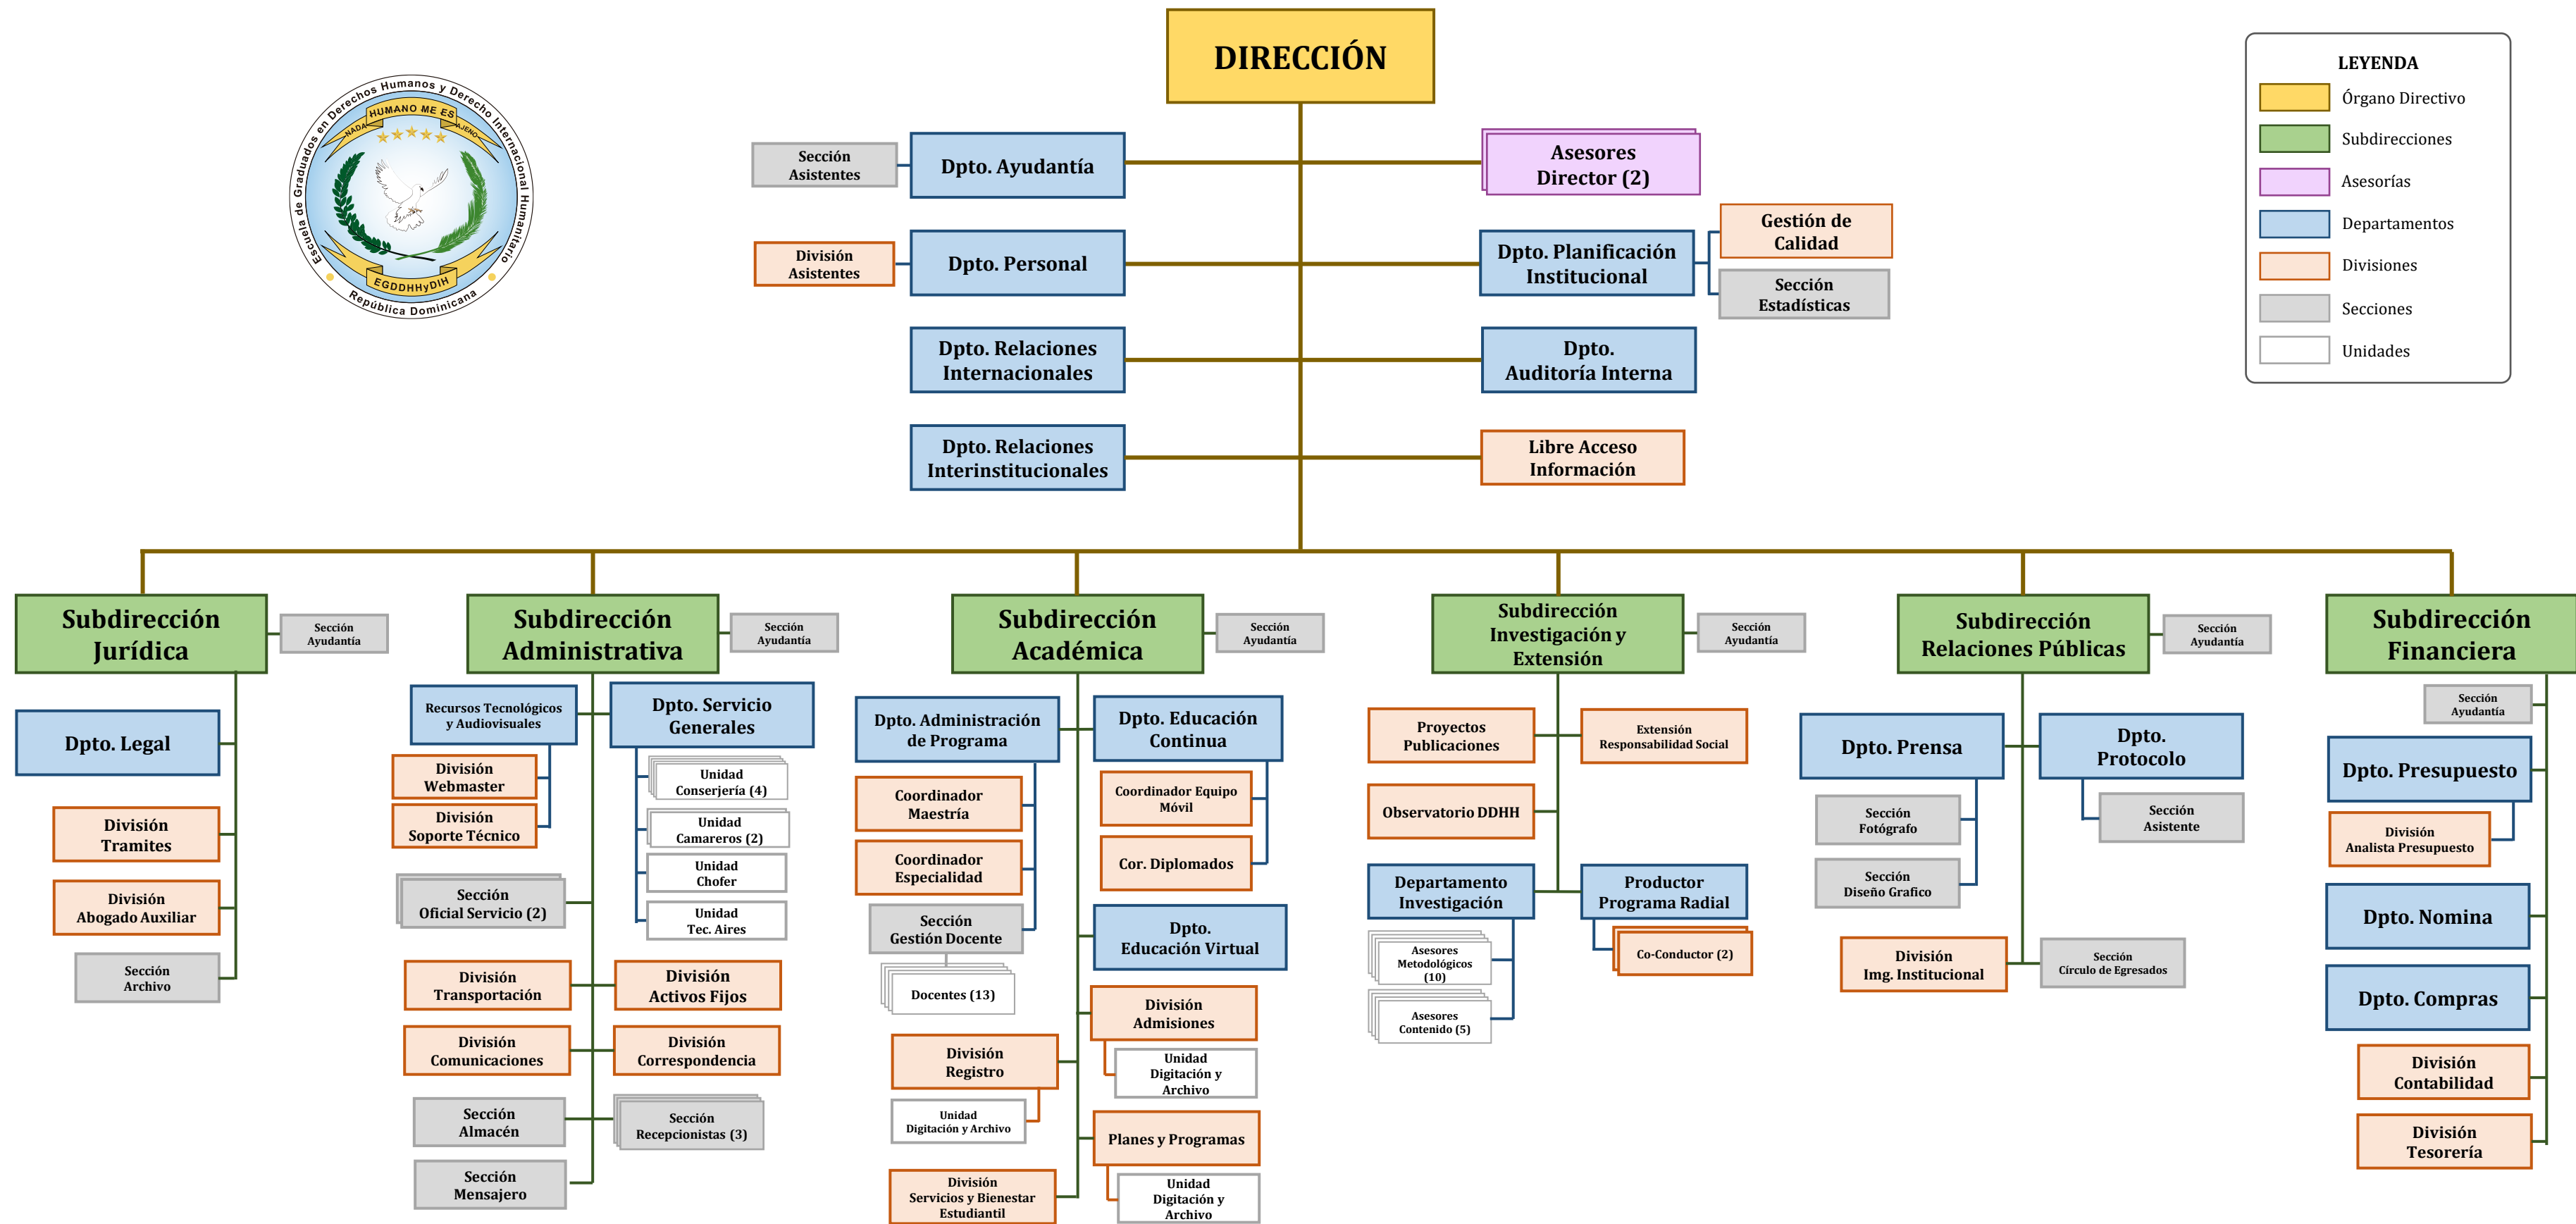 DIRECCIÓN
Escuela de Graduados en Derechos Humanos y Derecho Internacional Humanitario
NADA
HUMANO ME ES
AJENO
EGDDHHyDIH
República Dominicana
LEYENDA
Órgano Directivo
Subdirecciones
Asesorías
Departamentos
Divisiones
Secciones
Unidades
Sección
Asistentes
Dpto. Ayudantía
Asesores
Director (2)
División
Asistentes
Dpto. Personal
Dpto. Planificación
Institucional
Gestión de
Calidad
Sección
Estadísticas
Dpto. Relaciones
Internacionales
Dpto.
Auditoría Interna
Dpto. Relaciones
Interinstitucionales
Libre Acceso
Información
Subdirección
Jurídica
Sección
Ayudantía
Dpto. Legal
División
Tramites
División
Abogado Auxiliar
Sección
Archivo
Subdirección
Administrativa
Sección
Ayudantía
Recursos Tecnológicos
y Audiovisuales
División
Webmaster
División
Soporte Técnico
Dpto. Servicio
Generales
Unidad
Conserjería (4)
Unidad
Camareros (2)
Unidad
Chofer
Unidad
Tec. Aires
Sección
Oficial Servicio (2)
División
Transportación
División
Activos Fijos
División
Comunicaciones
División
Correspondencia
Sección
Almacén
Sección
Recepcionistas (3)
Sección
Mensajero
Subdirección
Académica
Sección
Ayudantía
Dpto. Administración
de Programa
Coordinador
Maestría
Coordinador
Especialidad
Sección
Gestión Docente
Docentes (13)
Dpto. Educación
Continua
Coordinador Equipo
Móvil
Cor. Diplomados
Dpto.
Educación Virtual
División
Admisiones
Unidad
Digitación y
Archivo
División
Registro
Unidad
Digitación y Archivo
Planes y Programas
Unidad
Digitación y
Archivo
División
Servicios y Bienestar
Estudiantil
Subdirección
Investigación y
Extensión
Sección
Ayudantía
Proyectos
Publicaciones
Extensión
Responsabilidad Social
Observatorio DDHH
Departamento
Investigación
Asesores
Metodológicos
(10)
Asesores
Contenido (5)
Productor
Programa Radial
Co-Conductor (2)
Subdirección
Relaciones Públicas
Sección
Ayudantía
Dpto. Prensa
Sección
Fotógrafo
Sección
Diseño Grafico
Dpto.
Protocolo
Sección
Asistente
División
Img. Institucional
Sección
Círculo de Egresados
Subdirección
Financiera
Sección
Ayudantía
Dpto. Presupuesto
División
Analista Presupuesto
Dpto. Nomina
Dpto. Compras
División
Contabilidad
División
Tesorería